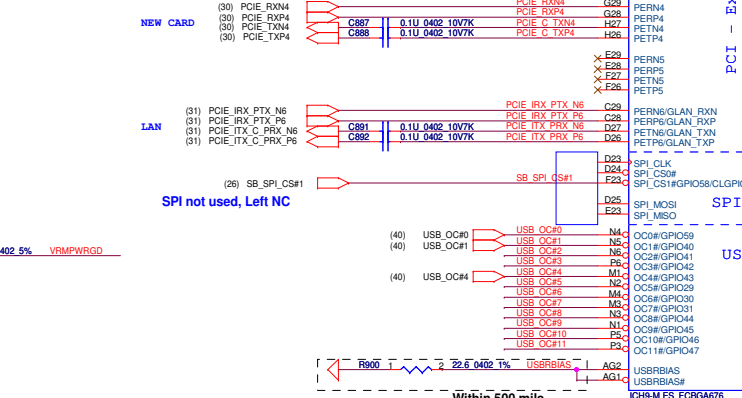 PCIE_RXN4 G29 PERN4
(30) PCIE_RXN4
(30) PCIE_RXP4 PCIE_RXP4 G28 PERP4
NEW CARD (30) PCIE_TXN4 C887 0.1U_0402_10V7K PCIE_C_TXN4 H27 PETN4
(30) PCIE_TXP4 C888 0.1U_0402_10V7K PCIE_C_TXP4 H26 PETP4
E29 PERN5
E28 PERP5
F27 PETN5
F26 PETP5
(31) PCIE_IRX_PTX_N6 PCIE_IRX_PTX_N6 C29 PERN6/GLAN_RXN
(31) PCIE_IRX_PTX_P6 PCIE_IRX_PTX_P6 C28 PERP6/GLAN_RXP
LAN (31) PCIE_ITX_C_PRX_N6 C891 0.1U_0402_10V7K PCIE_ITX_PRX_N6 D27 PETN6/GLAN_TXN
(31) PCIE_ITX_C_PRX_P6 C892 0.1U_0402_10V7K PCIE_ITX_PRX_P6 D26 PETP6/GLAN_TXP
PCI - Ex
D23 SPI_CLK
D24 SPI_CS0#
(26) SB_SPI_CS#1 SB_SPI_CS#1 F23 SPI_CS1#GPIO58/CLGPIO
SPI not used, Left NC
D25 SPI_MOSI SPI
E23 SPI_MISO
(40) USB_OC#0 USB_OC#0 N4 OC0#/GPIO59
(40) USB_OC#1 USB_OC#1 N5 OC1#/GPIO40
USB_OC#2 N6 OC2#/GPIO41 US
402_5% VRMPWRGD
USB_OC#3 P6 OC3#/GPIO42
(40) USB_OC#4 USB_OC#4 M1 OC4#/GPIO43
USB_OC#5 N2 OC5#/GPIO29
USB_OC#6 M4 OC6#/GPIO30
USB_OC#7 M3 OC7#/GPIO31
USB_OC#8 N3 OC8#/GPIO44
USB_OC#9 N1 OC9#/GPIO45
USB_OC#10 P5 OC10#/GPIO46
USB_OC#11 P3 OC11#/GPIO47
R900 1 2 22.6_0402_1% USBRBIAS AG2 USBRBIAS
AG1 USBRBIAS#
Within 500 mils
ICH9-M ES_FCBGA676